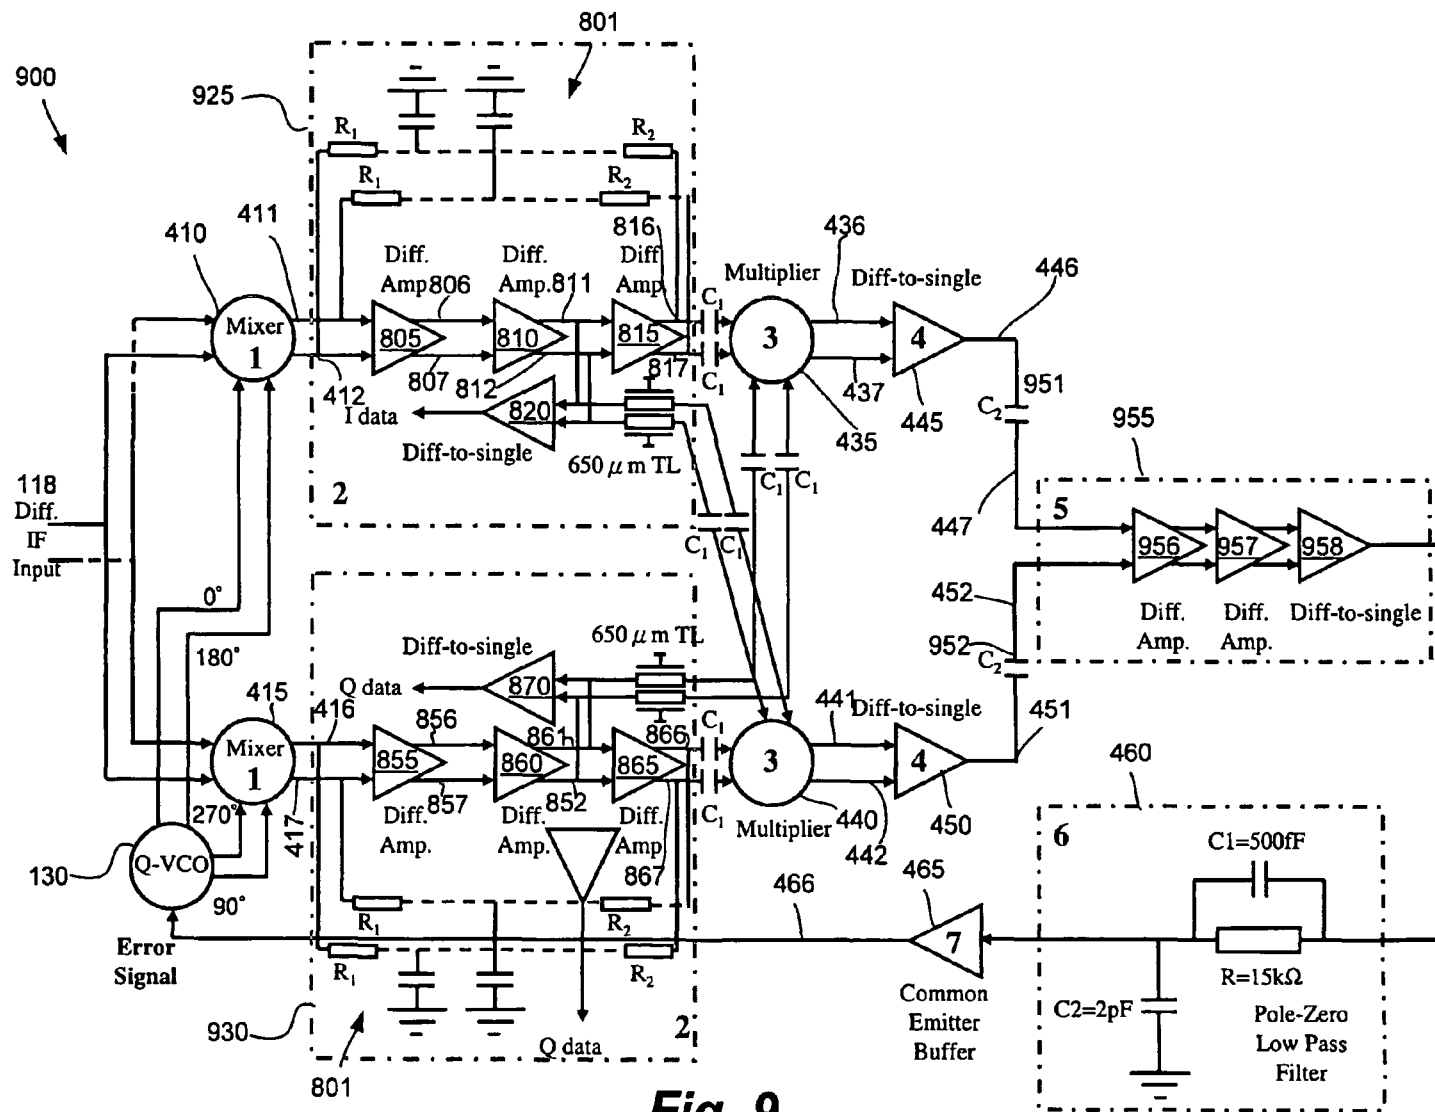 801
900
925
R₁
R₂
R₁
R₂
411
410
816
436
446
Diff.
Amp.
806
Diff.
Amp.
811
Diff
Amp.
C₁
Multiplier
Diff-to-single
Mixer
1
805
810
815
3
4
412
807
812
817
C₁
437
951
I data
820
435
445
C₂
955
Diff-to-single
650 μm TL
118
Diff.
IF
Input
2
C₁
C₁
447
5
C₁
C₁
956
957
958
0°
452
Diff.
Amp.
Diff.
Amp.
Diff-to-single
180°
Diff-to-single
650 μm TL
952
C₂
Q data
870
415
416
856
861
866
C₁
441
Diff-to-single
451
Mixer
1
855
860
865
3
4
460
417
857
852
C₁
440
450
270°
Diff.
Amp.
Diff.
Amp.
Diff.
Amp
Multiplier
442
6
C1=500fF
130
Q-VCO
867
465
90°
466
R₁
R₂
7
Error
Signal
R₁
R₂
R=15kΩ
Common
Emitter
Buffer
C2=2pF
Pole-Zero
Low Pass
Filter
930
2
Q data
801
Fig. 9